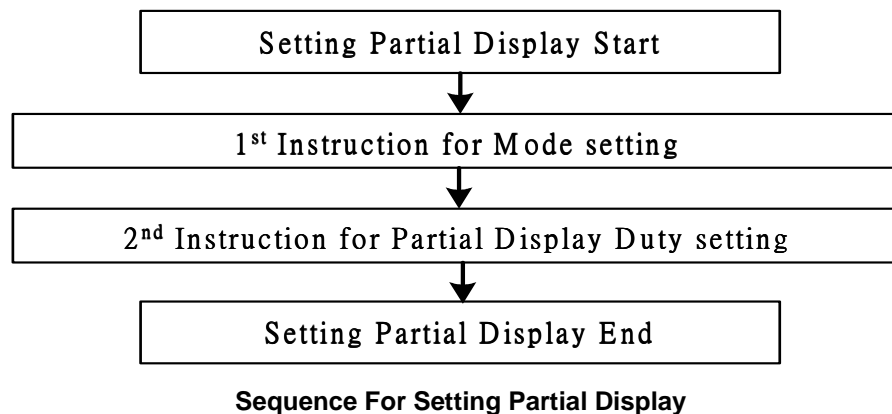 Setting Partial Display Start
1st Instruction for Mode setting
2nd Instruction for Partial Display Duty setting
Setting Partial Display End
Sequence For Setting Partial Display